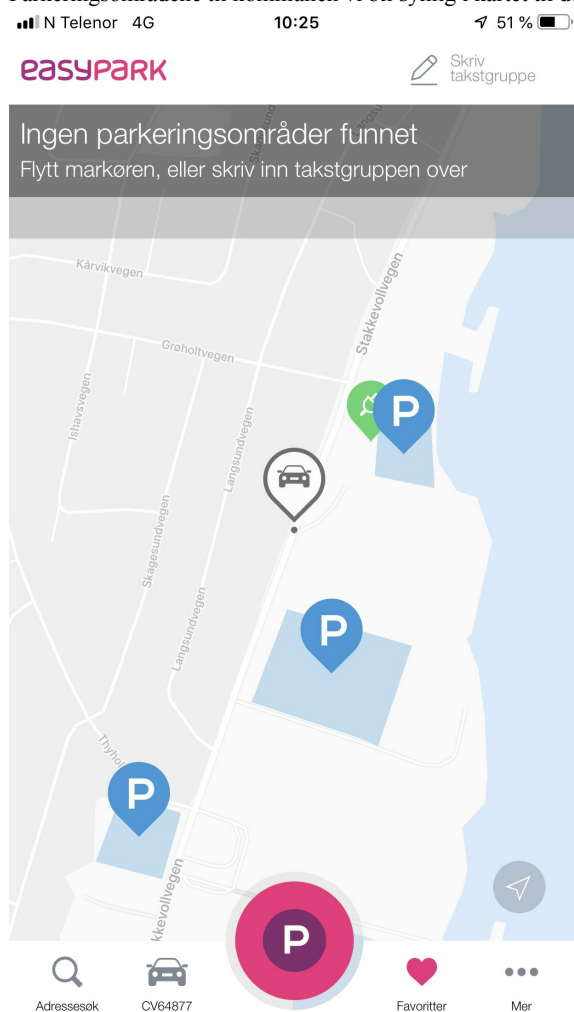 N Telenor 4G 10:25 51 %
easypark
Skriv
takstgruppe
Ingen parkeringsområder funnet
Flytt markøren, eller skriv inn takstgruppen over
Kårvikvegen
Stakkevollvegen
Grøholtvegen
Ishavsvegen
Langsundvegen
Skagesundvegen
Langsundvegen
P
P
P
kkevollvegen
P
Adressesøk CV64877 Favoritter Mer